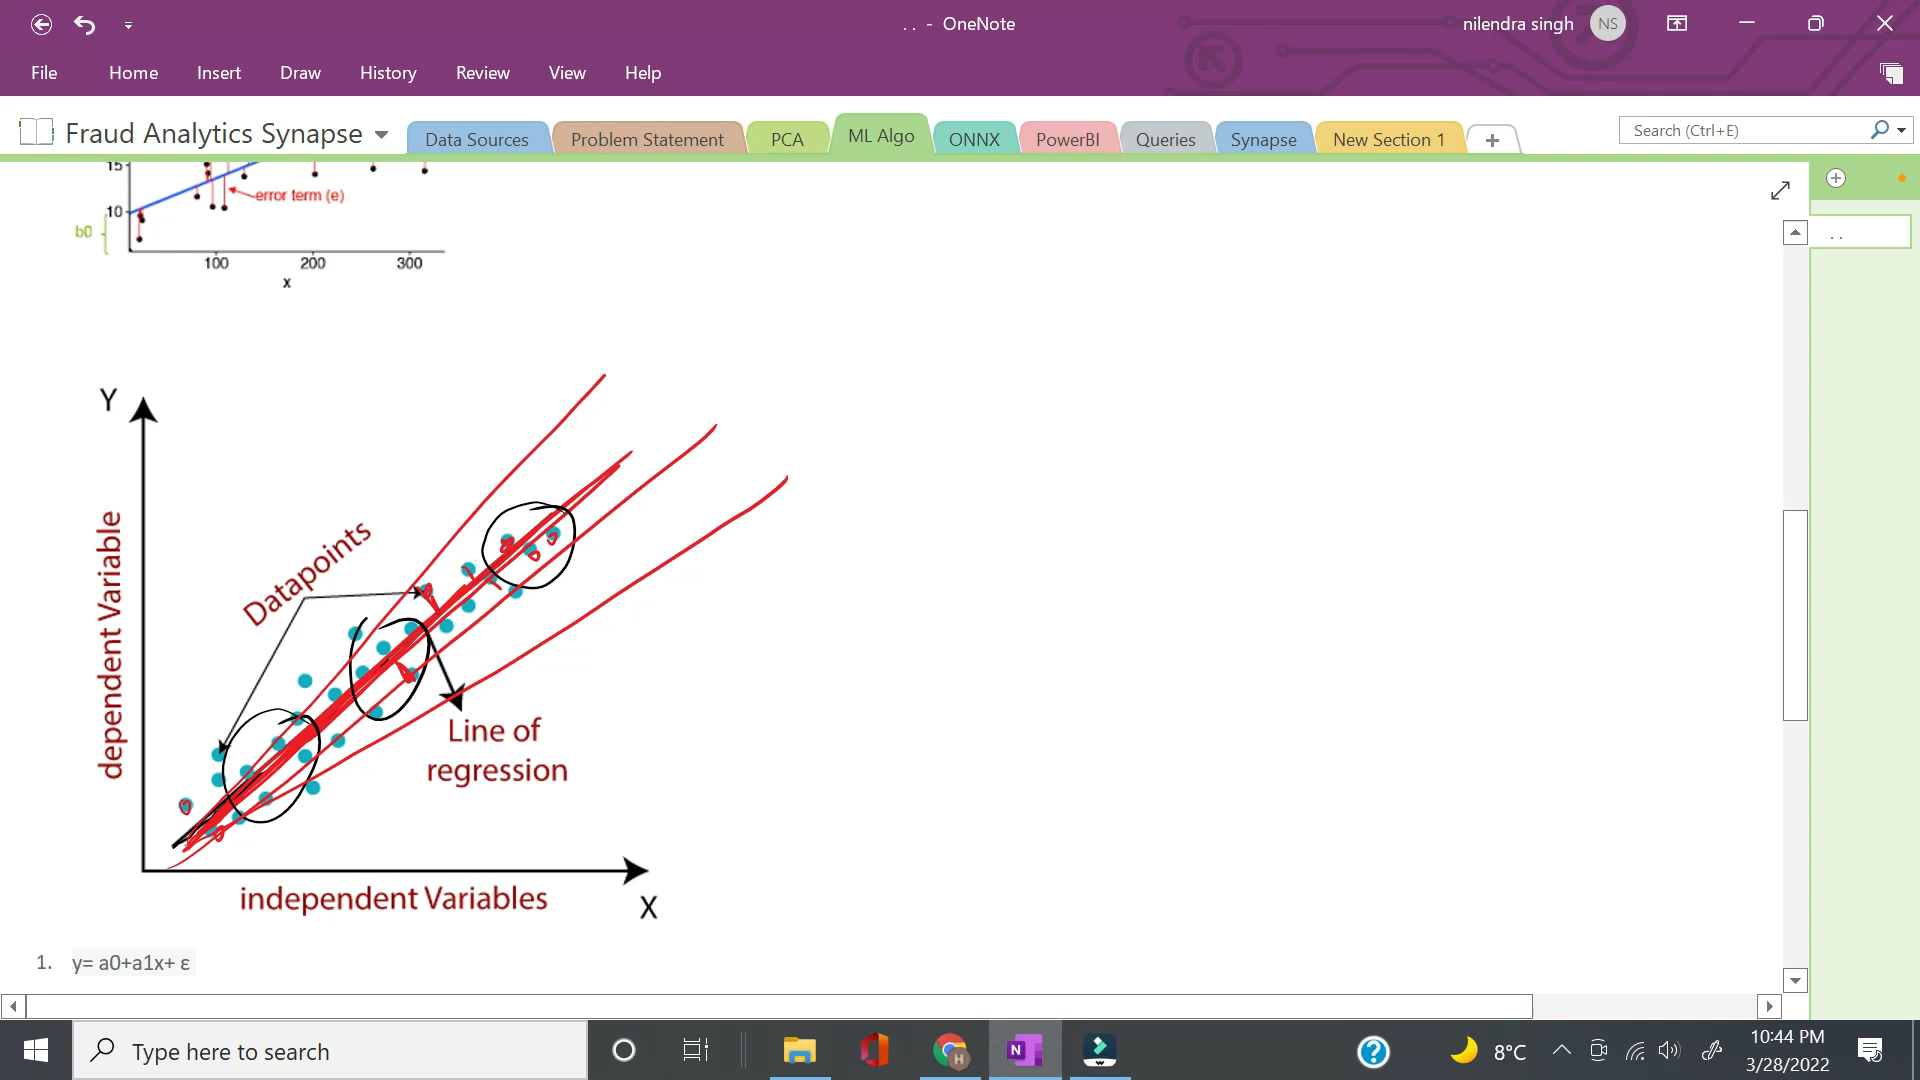 . . - OneNote
nilendra singh NS
File Home Insert Draw History Review View Help
Fraud Analytics Synapse
Data Sources Problem Statement PCA ML Algo ONNX PowerBI Queries Synapse New Section 1 +
Search (Ctrl+E)
. .
15
error term (e)
10
b0
100 200 300
x
Y
Datapoints
dependent Variable
Line of
regression
independent Variables
X
1. y= a0+a1x+ ε
Type here to search
H
N
8°C
10:44 PM
3/28/2022